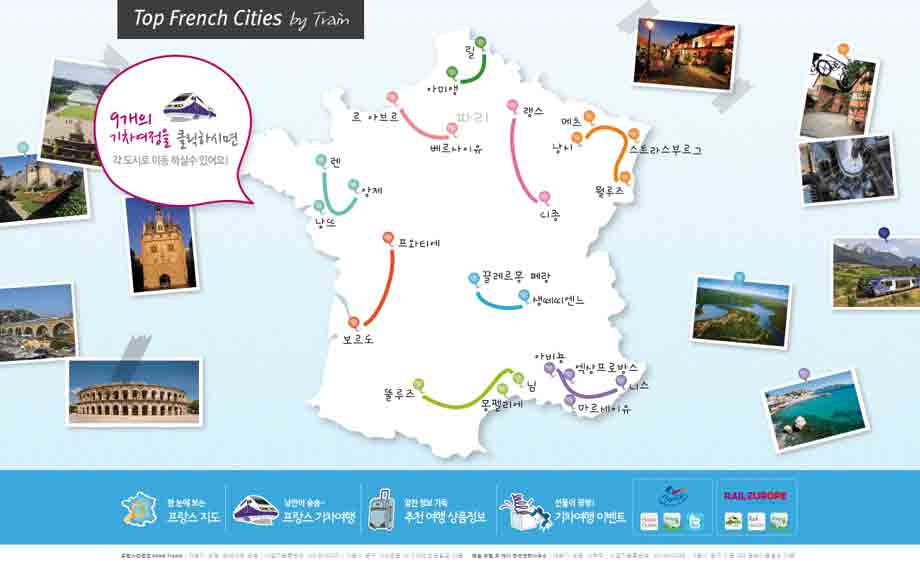 Top French Cities by Train
9개의
기차여정을 클릭하시면
각 도시로 이동 하실수 있어요!
릴
아미앵
르 아브르
파리
베르사이유
랭스
메츠
낭시
스트라스부르그
뮐루즈
디종
렌
앙제
낭뜨
프와티에
보르도
끌레르몽 페랑
생떼띠엔느
아비뇽
엑상프로방스
니스
마르세이유
님
몽펠리에
뚤루즈
한 눈에 보는
프랑스 지도
낭만이 슝슝~
프랑스 기차여행
알찬 정보 가득
추천 여행 상품정보
선물이 팡팡!
기차여행 이벤트
RAIL EUROPE